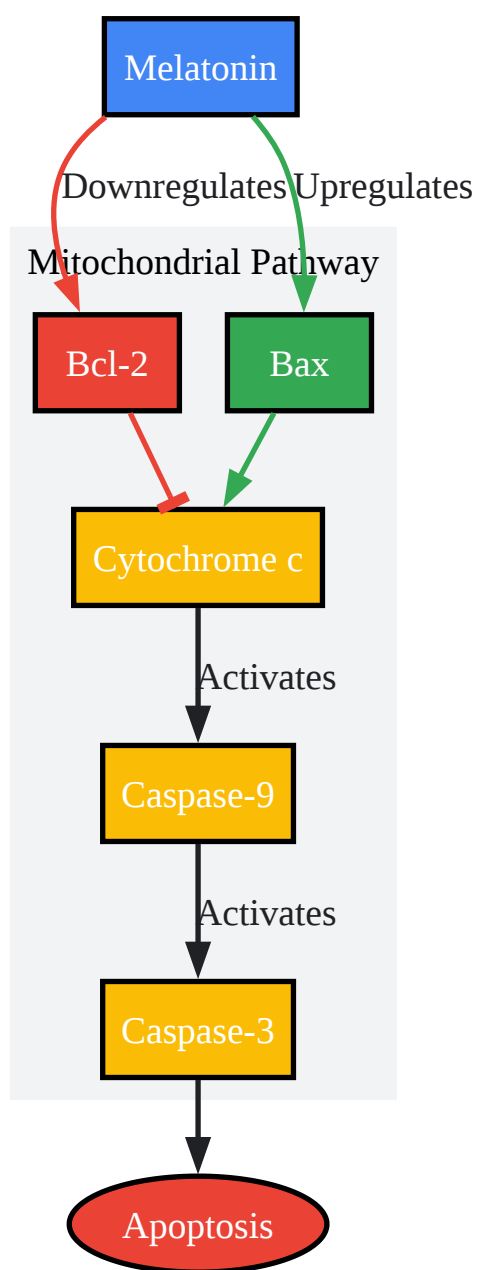 Melatonin
Downregulates
Upregulates
Mitochondrial Pathway
Bcl-2
Bax
Cytochrome c
Activates
Caspase-9
Activates
Caspase-3
Apoptosis